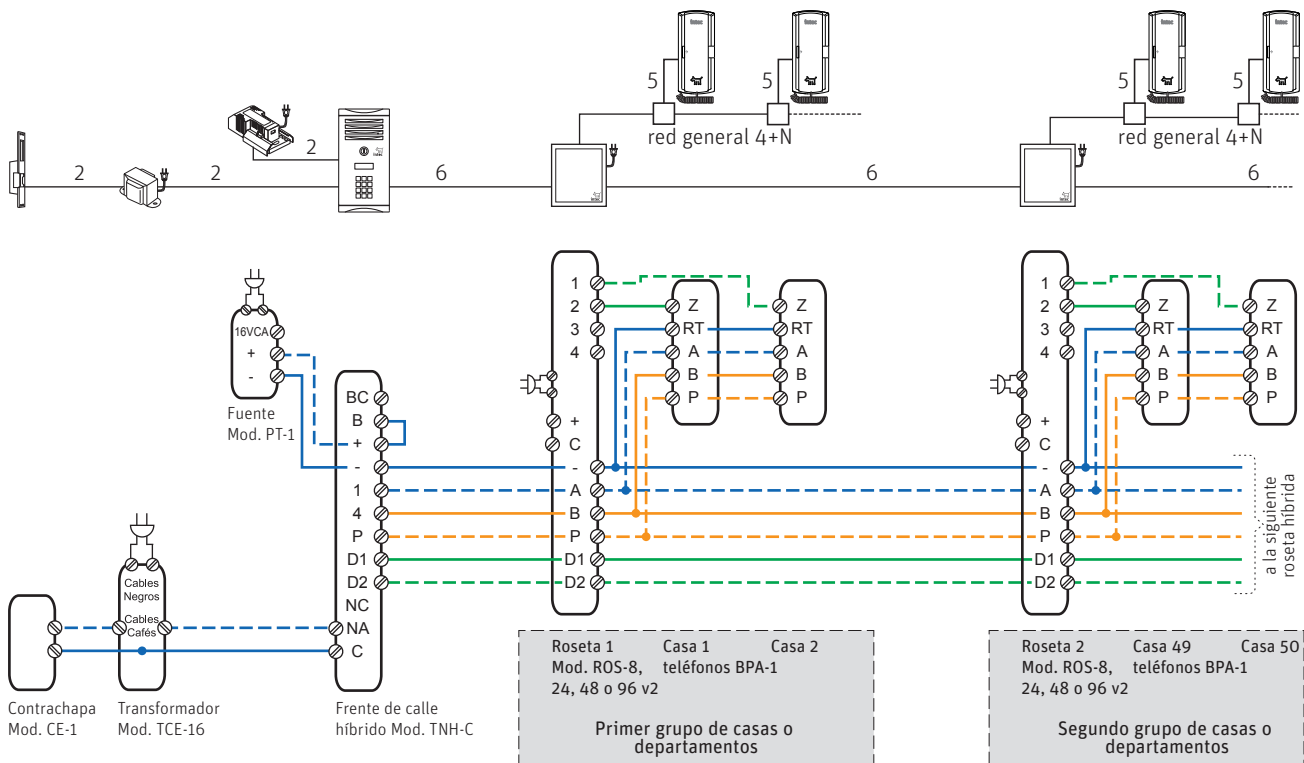 5
5
5
5
red general 4+N
red general 4+N
2
2
2
6
6
6
16VCA
+
-
Fuente
Mod. PT-1
BC
B
+
-
1
4
P
D1
D2
NC
NA
C
Cables
Negros
Cables
Cafés
Contrachapa
Mod. CE-1
Transformador
Mod. TCE-16
Frente de calle
híbrido Mod. TNH-C
1
2
3
4
+
C
-
A
B
P
D1
D2
Z
RT
A
B
P
Z
RT
A
B
P
1
2
3
4
+
C
-
A
B
P
D1
D2
Z
RT
A
B
P
Z
RT
A
B
P
a la siguiente
roseta híbrida
Roseta 1 Casa 1 Casa 2
Mod. ROS-8, teléfonos BPA-1
24, 48 o 96 v2
Primer grupo de casas o
departamentos
Roseta 2 Casa 49 Casa 50
Mod. ROS-8, teléfonos BPA-1
24, 48 o 96 v2
Segundo grupo de casas o
departamentos